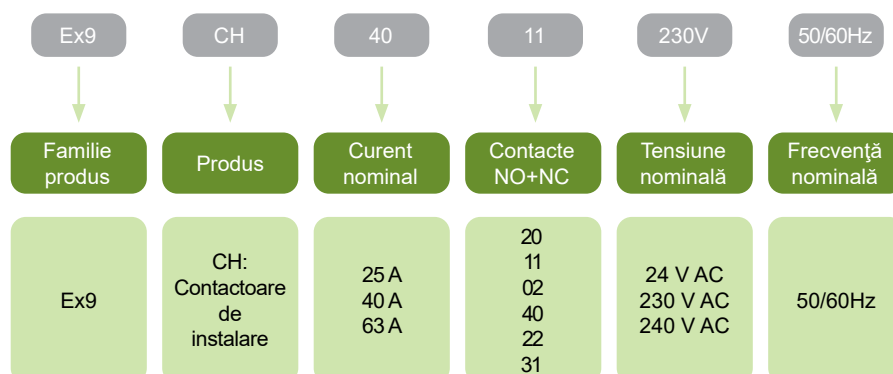 Ex9
CH
40
11
230V
50/60Hz
Familie
produs
Produs
Curent
nominal
Contacte
NO+NC
Tensiune
nominală
Frecvenţă
nominală
Ex9
CH:
Contactoare
de
instalare
25 A
40 A
63 A
20
11
02
40
22
31
24 V AC
230 V AC
240 V AC
50/60Hz